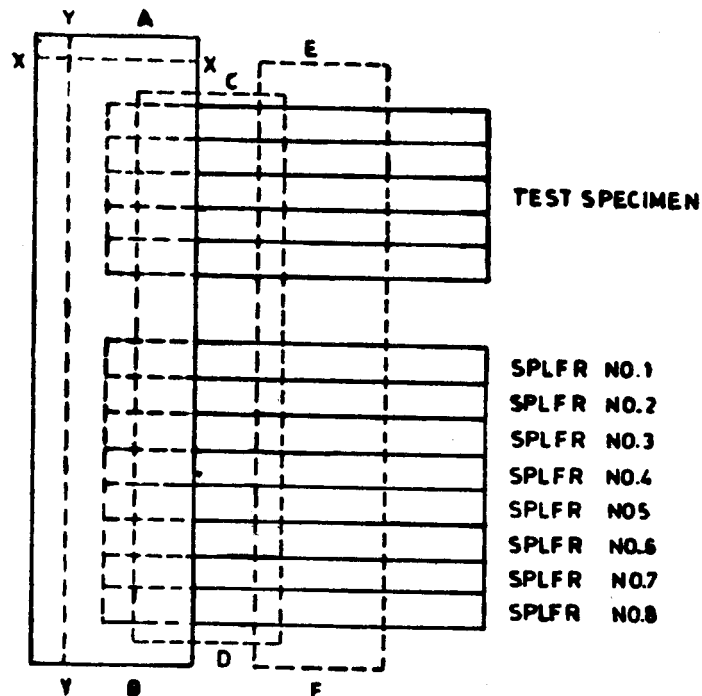 Y A
X X
E
C
TEST SPECIMEN
SPLFR NO.1
SPLFR NO.2
SPLFR NO.3
SPLFR NO.4
SPLFR NO5
SPLFR NO.6
SPLFR NO.7
SPLFR NO.8
D
Y B F